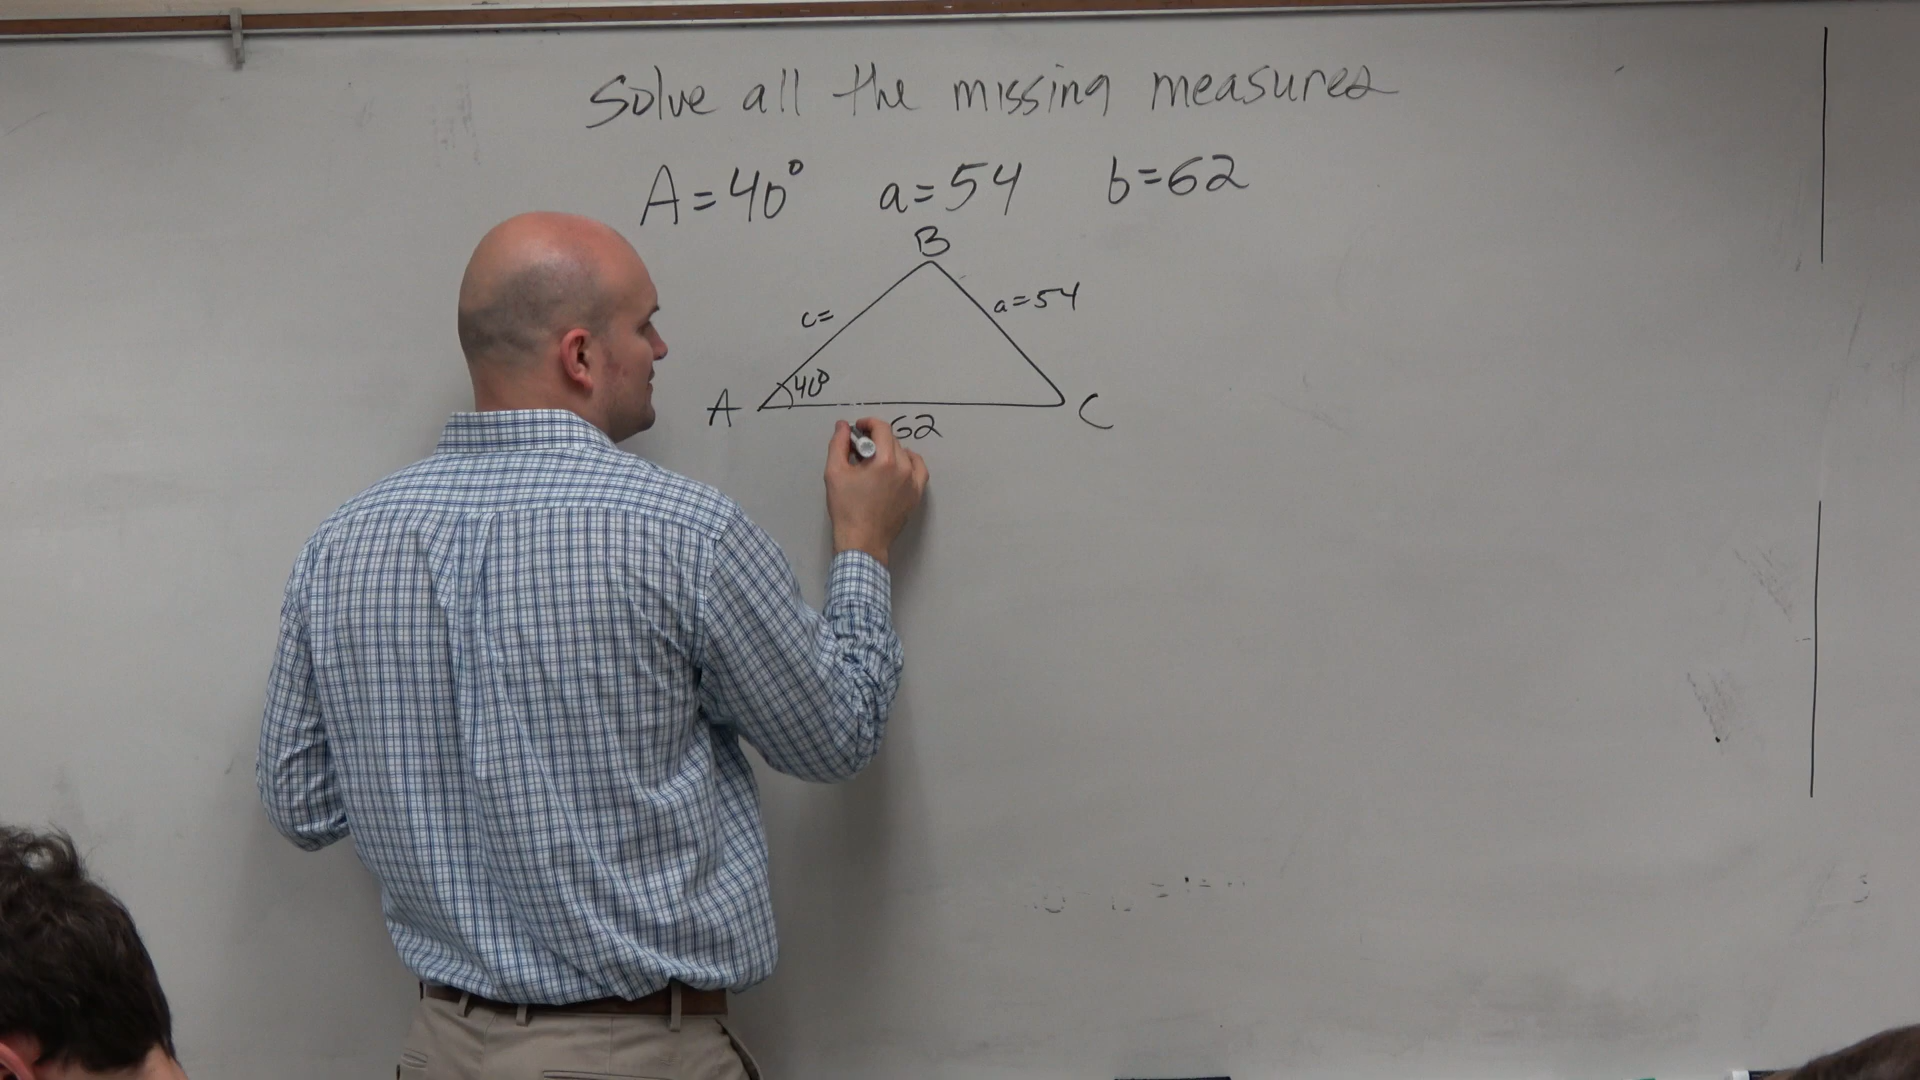 Solve all the missing measures
A=40° a=54 b=62
B
c= a=54
40°
A C
62